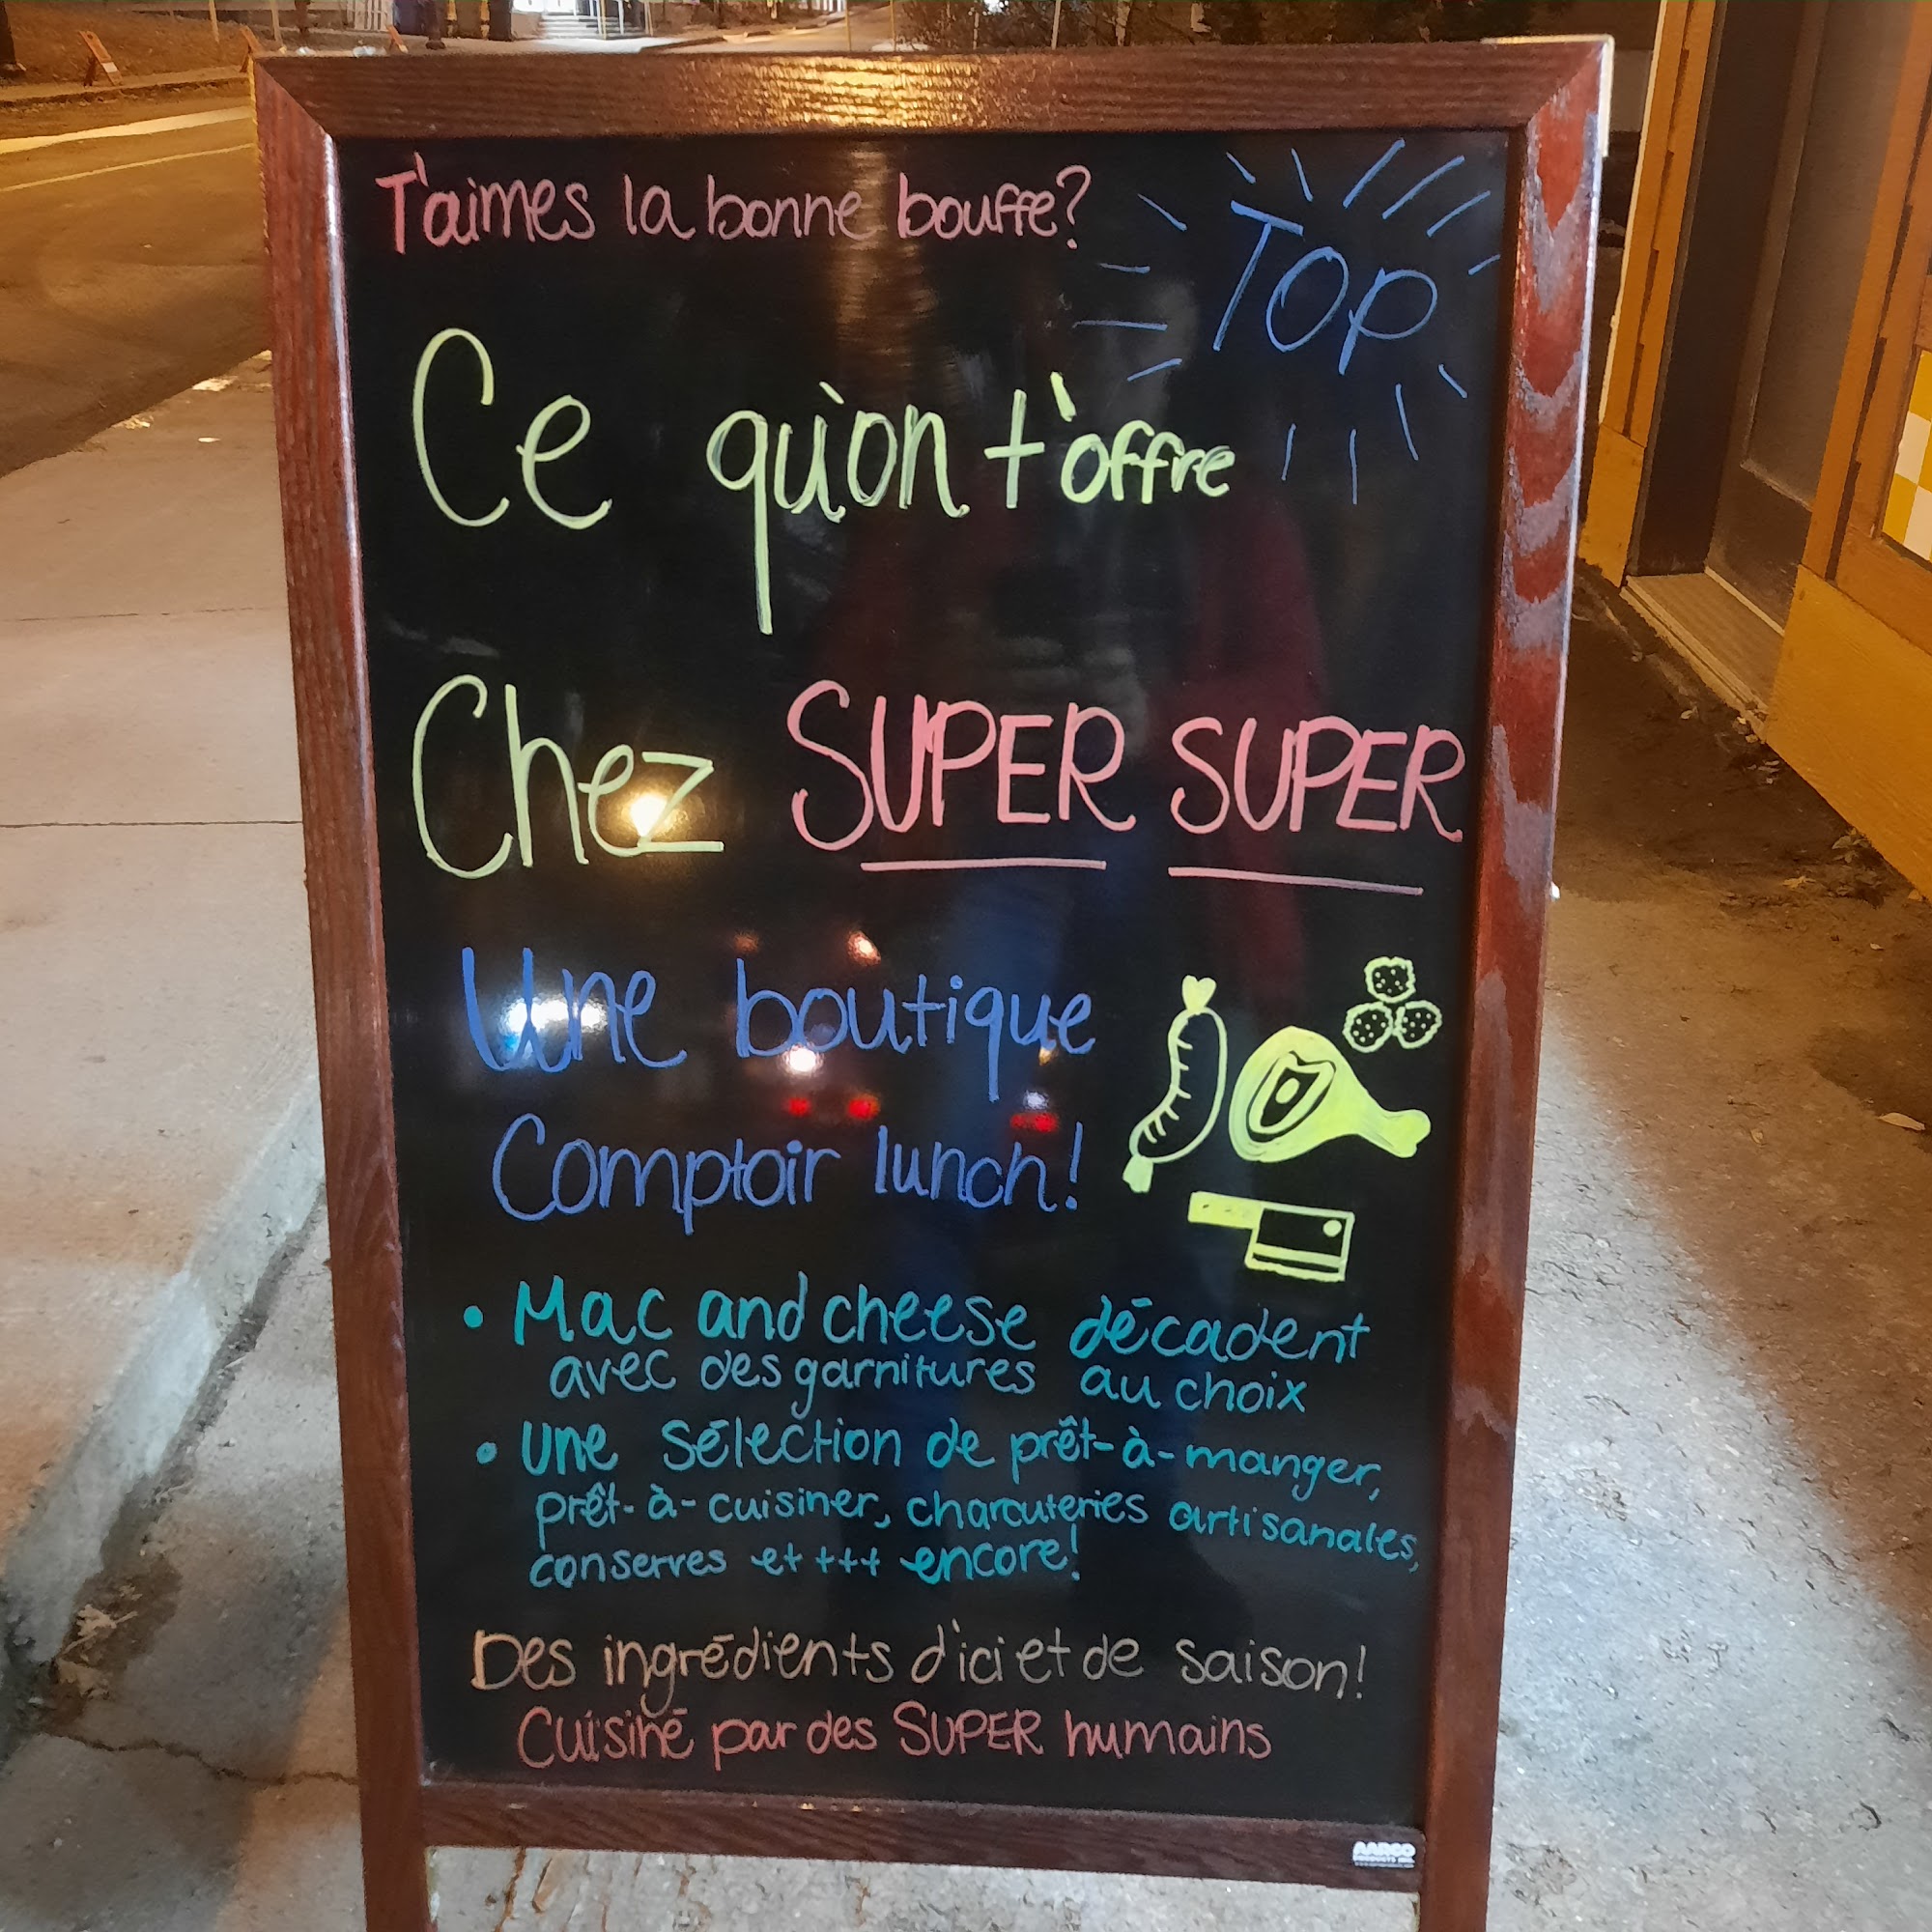 T'aimes la bonne bouffe?
TOP
Ce qu'on t'offre
Chez SUPER SUPER
Une boutique
Comptoir lunch!
• Mac and cheese décadent
avec des garnitures au choix
• une sélection de prêt-à-manger,
prêt-à-cuisiner, charcuteries artisanales,
conserves et +++ encore!
Des ingrédients d'ici et de saison!
Cuisiné par des SUPER humains
AARCO